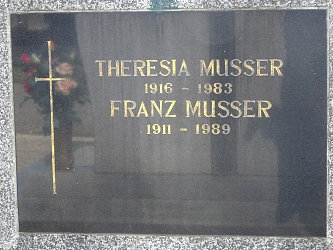 THERESIA MUSSER
1916 - 1983
FRANZ MUSSER
1911 - 1989